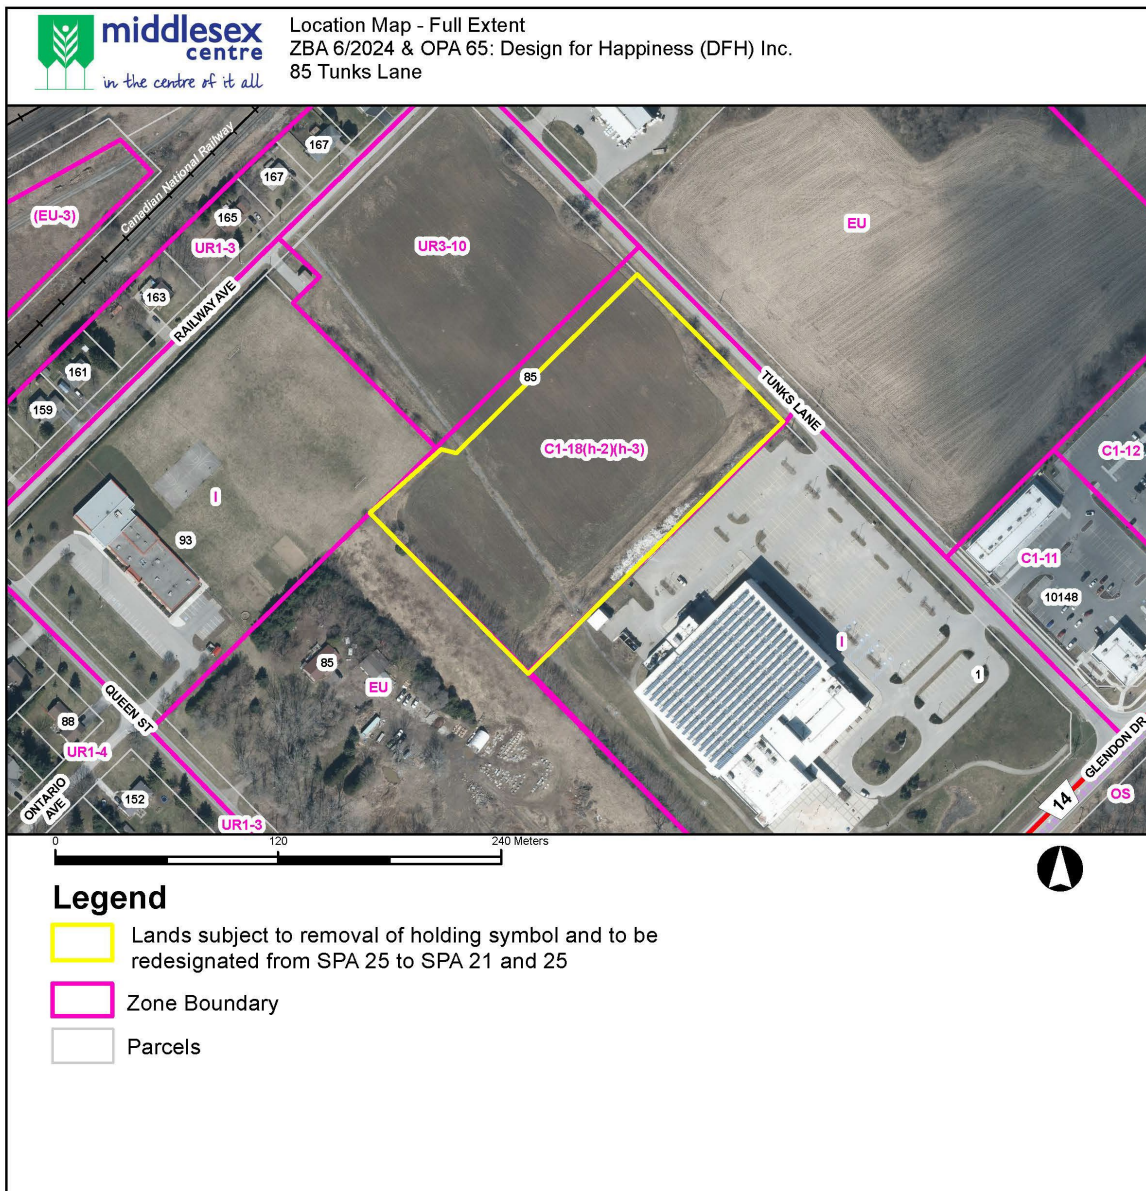 middlesex
centre
in the centre of it all
Location Map - Full Extent
ZBA 6/2024 & OPA 65: Design for Happiness (DFH) Inc.
85 Tunks Lane
Canadian National Railway
(EU-3)
167
167
165
UR1-3
163
RAILWAY AVE
161
159
UR3-10
EU
85
TUNKS LANE
C1-18(h-2)(h-3)
C1-12
I
93
C1-11
10148
I
1
85
EU
QUEEN ST
88
UR1-4
ONTARIO
AVE
152
UR1-3
GLENDON DR
14
OS
0
120
240 Meters
Legend
Lands subject to removal of holding symbol and to be
redesignated from SPA 25 to SPA 21 and 25
Zone Boundary
Parcels